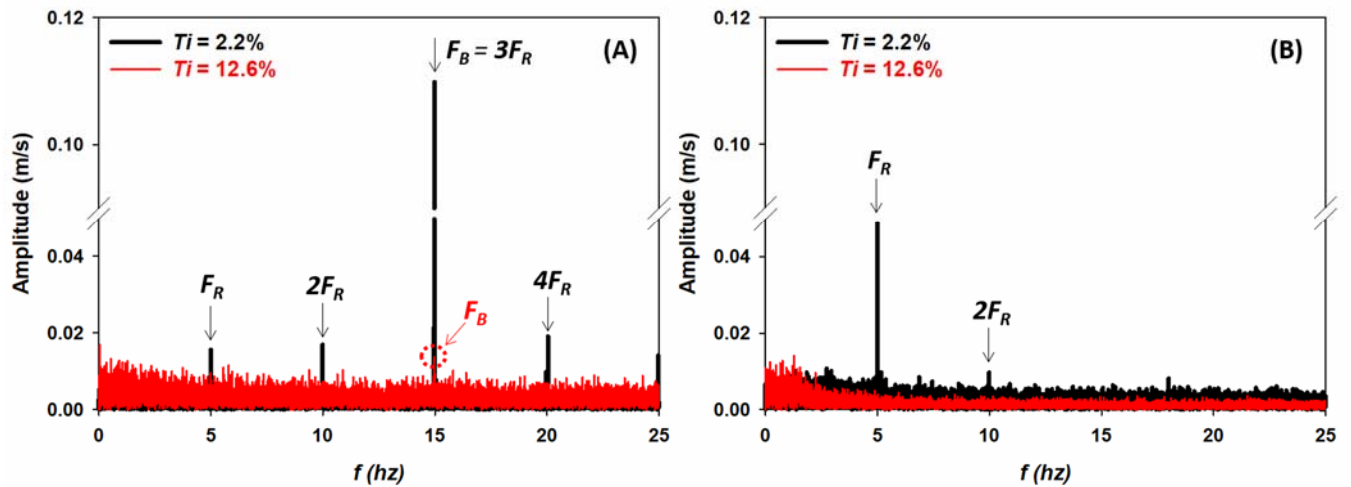 0.12
0.10
0.04
0.02
0.00
Amplitude (m/s)
Ti = 2.2%
Ti = 12.6%
(A)
F_B = 3F_R
F_R
2F_R
F_B
4F_R
0 5 10 15 20 25
f (hz)
0.12
0.10
0.04
0.02
0.00
Amplitude (m/s)
Ti = 2.2%
Ti = 12.6%
(B)
F_R
2F_R
0 5 10 15 20 25
f (hz)